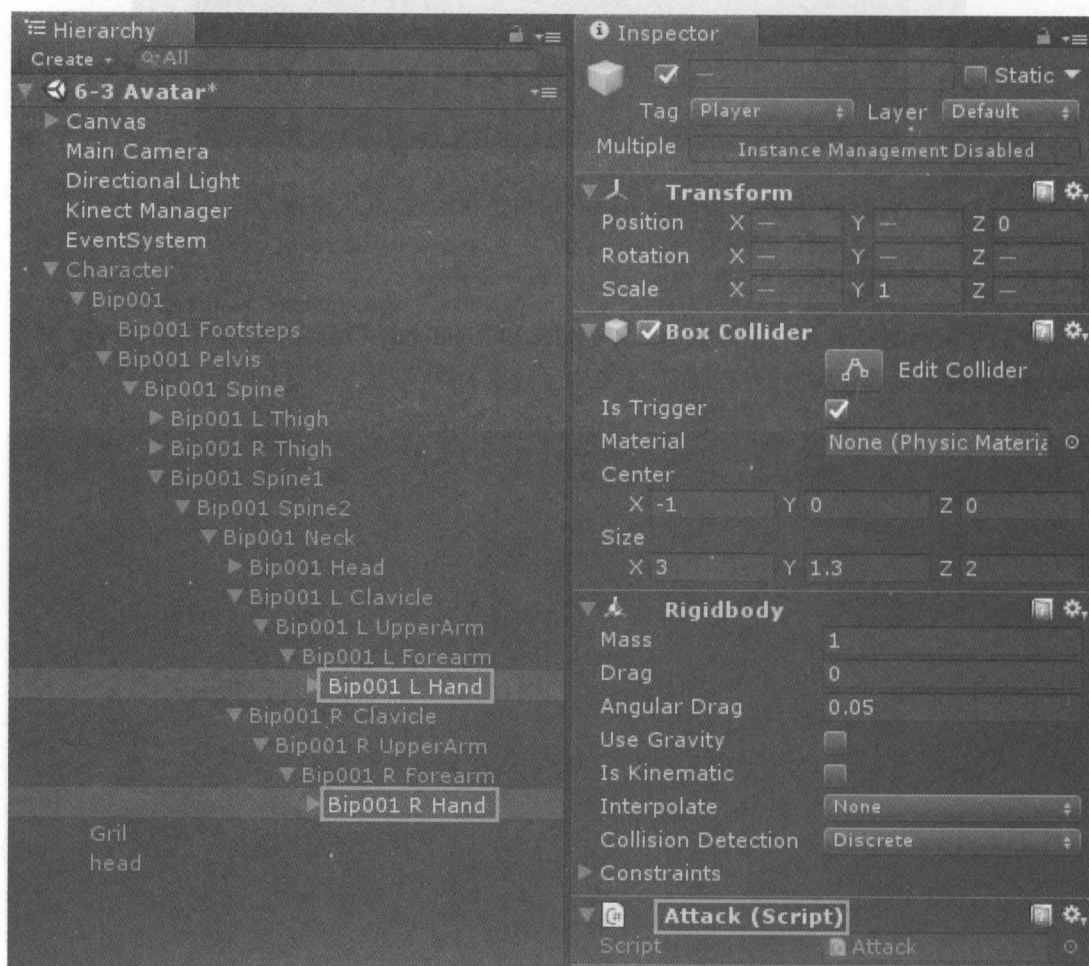 Hierarchy
Create
All
6-3 Avatar*
Canvas
Main Camera
Directional Light
Kinect Manager
EventSystem
Character
Bip001
Bip001 Footsteps
Bip001 Pelvis
Bip001 Spine
Bip001 L Thigh
Bip001 R Thigh
Bip001 Spine1
Bip001 Spine2
Bip001 Neck
Bip001 Head
Bip001 L Clavicle
Bip001 L UpperArm
Bip001 L Forearm
Bip001 L Hand
Bip001 R Clavicle
Bip001 R UpperArm
Bip001 R Forearm
Bip001 R Hand
Gril
head
Inspector
— Static
Tag Player Layer Default
Multiple Instance Management Disabled
Transform
Position X — Y — Z 0
Rotation X — Y — Z —
Scale X — Y 1 Z —
Box Collider
Edit Collider
Is Trigger
Material None (Physic Materia
Center
X -1 Y 0 Z 0
Size
X 3 Y 1.3 Z 2
Rigidbody
Mass 1
Drag 0
Angular Drag 0.05
Use Gravity
Is Kinematic
Interpolate None
Collision Detection Discrete
Constraints
Attack (Script)
Script Attack